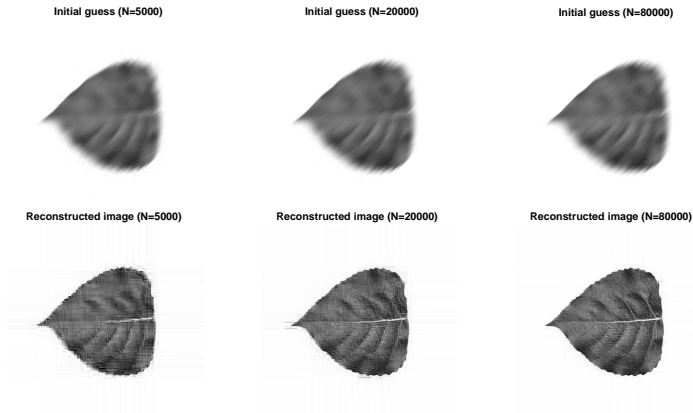 Initial guess (N=5000)
Initial guess (N=20000)
Initial guess (N=80000)
Reconstructed image (N=5000)
Reconstructed image (N=20000)
Reconstructed image (N=80000)